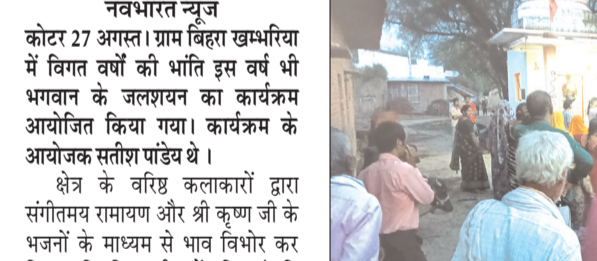 नवभारत न्यूज
कोटर 27 अगस्त। ग्राम बिहरा खम्भरिया
में विगत वर्षों की भांति इस वर्ष भी
भगवान के जलशयन का कार्यक्रम
आयोजित किया गया। कार्यक्रम के
आयोजक सतीश पांडेय थे ।
क्षेत्र के वरिष्ठ कलाकारों द्वारा
संगीतमय रामायण और श्री कृष्ण जी के
भजनों के माध्यम से भाव विभोर कर